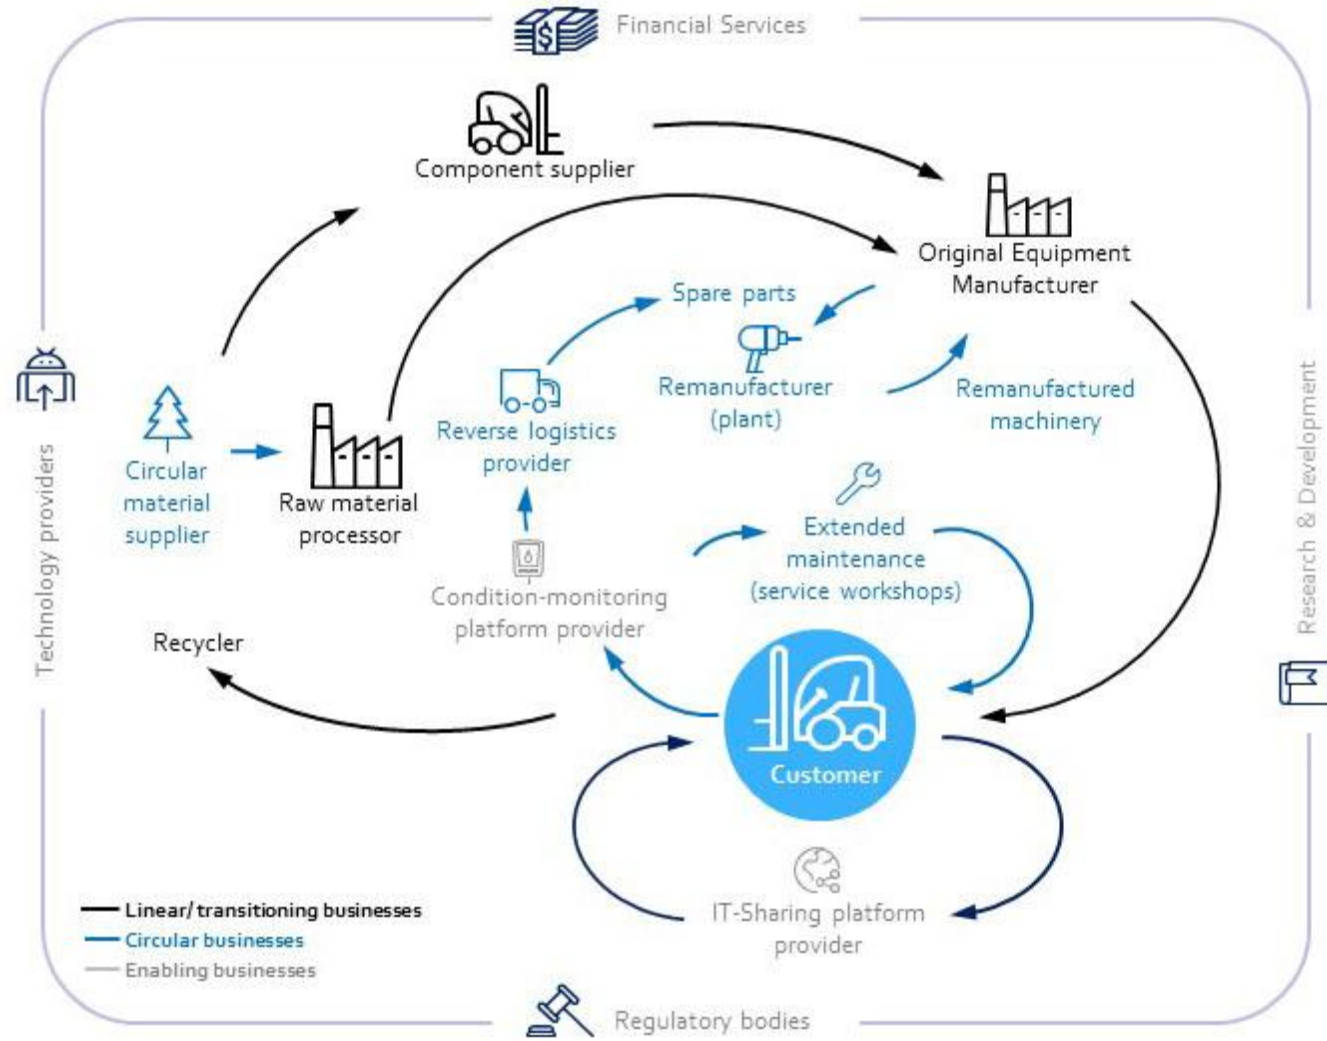 Financial Services
Component supplier
Original Equipment
Manufacturer
Spare parts
Remanufacturer
(plant)
Remanufactured
machinery
Reverse logistics
provider
Circular
material
supplier
Raw material
processor
Extended
maintenance
(service workshops)
Condition-monitoring
platform provider
Recycler
Customer
IT-Sharing platform
provider
Technology providers
Research & Development
Linear/ transitioning businesses
Circular businesses
Enabling businesses
Regulatory bodies